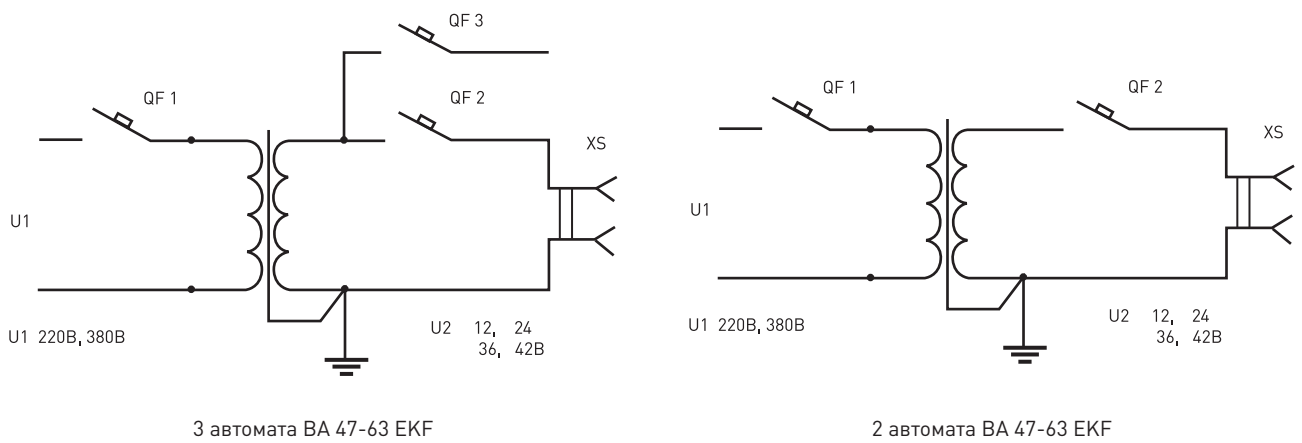 QF 3
QF 1
QF 2
XS
U1
U1 220В, 380В
U2 12, 24
36, 42В
3 автомата ВА 47-63 EKF
QF 1
QF 2
XS
U1
U1 220В, 380В
U2 12, 24
36, 42В
2 автомата ВА 47-63 EKF